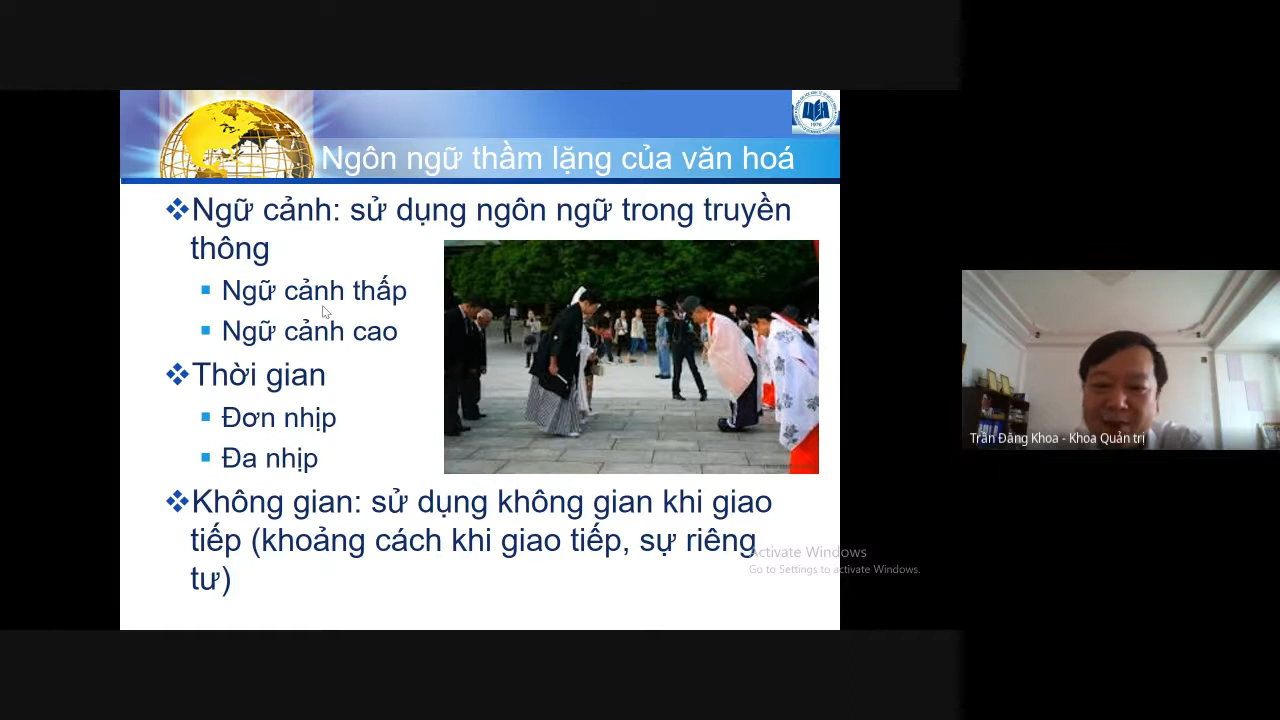 Ngôn ngữ thầm lặng của văn hoá
Ngữ cảnh: sử dụng ngôn ngữ trong truyền
thông
Ngữ cảnh thấp
Ngữ cảnh cao
Thời gian
Đơn nhịp
Đa nhịp
Không gian: sử dụng không gian khi giao
tiếp (khoảng cách khi giao tiếp, sự riêng
tư)
Activate Windows
Go to Settings to activate Windows.
Trần Đăng Khoa - Khoa Quản trị
1976